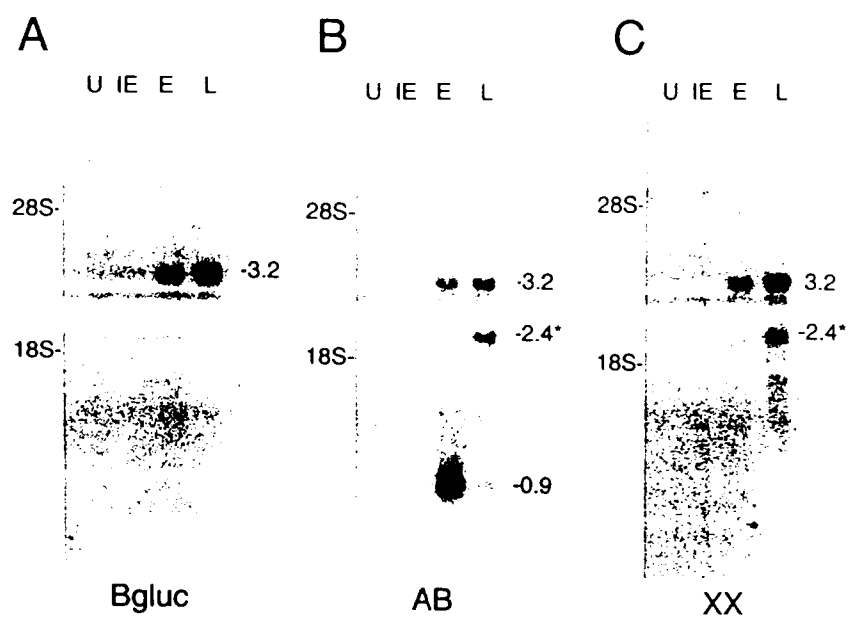 A
B
C
U IE E L
U IE E L
U IE E L
28S-
-3.2
18S-
Bgluc
28S-
-3.2
-2.4*
18S-
-0.9
AB
28S-
3.2
-2.4*
18S-
XX